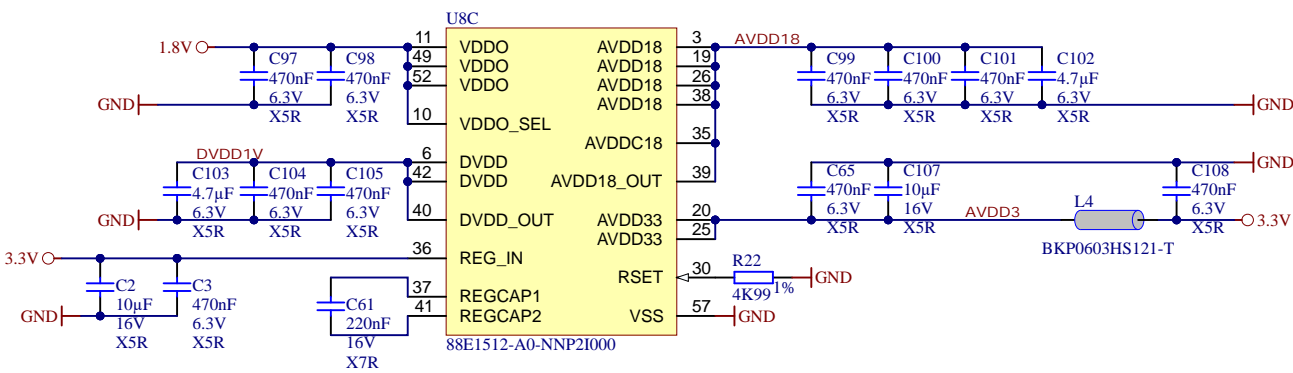 U8C
1.8V
C97
470nF
6.3V
X5R
C98
470nF
6.3V
X5R
GND
11
49
52
10
VDDO
VDDO
VDDO
VDDO_SEL
DVDD1V
C103
4.7µF
6.3V
X5R
C104
470nF
6.3V
X5R
C105
470nF
6.3V
X5R
GND
6
42
40
DVDD
DVDD
DVDD_OUT
3.3V
36
REG_IN
C2
10µF
16V
X5R
C3
470nF
6.3V
X5R
GND
C61
220nF
16V
X7R
37
41
REGCAP1
REGCAP2
AVDD18
AVDD18
AVDD18
AVDD18
AVDDC18
AVDD18_OUT
3
19
26
38
35
39
AVDD18
C99
470nF
6.3V
X5R
C100
470nF
6.3V
X5R
C101
470nF
6.3V
X5R
C102
4.7µF
6.3V
X5R
GND
AVDD33
AVDD33
20
25
C65
470nF
6.3V
X5R
C107
10µF
16V
X5R
AVDD3
L4
BKP0603HS121-T
C108
470nF
6.3V
X5R
GND
3.3V
RSET
30
R22
4K99
1%
GND
VSS
57
GND
88E1512-A0-NNP2I000